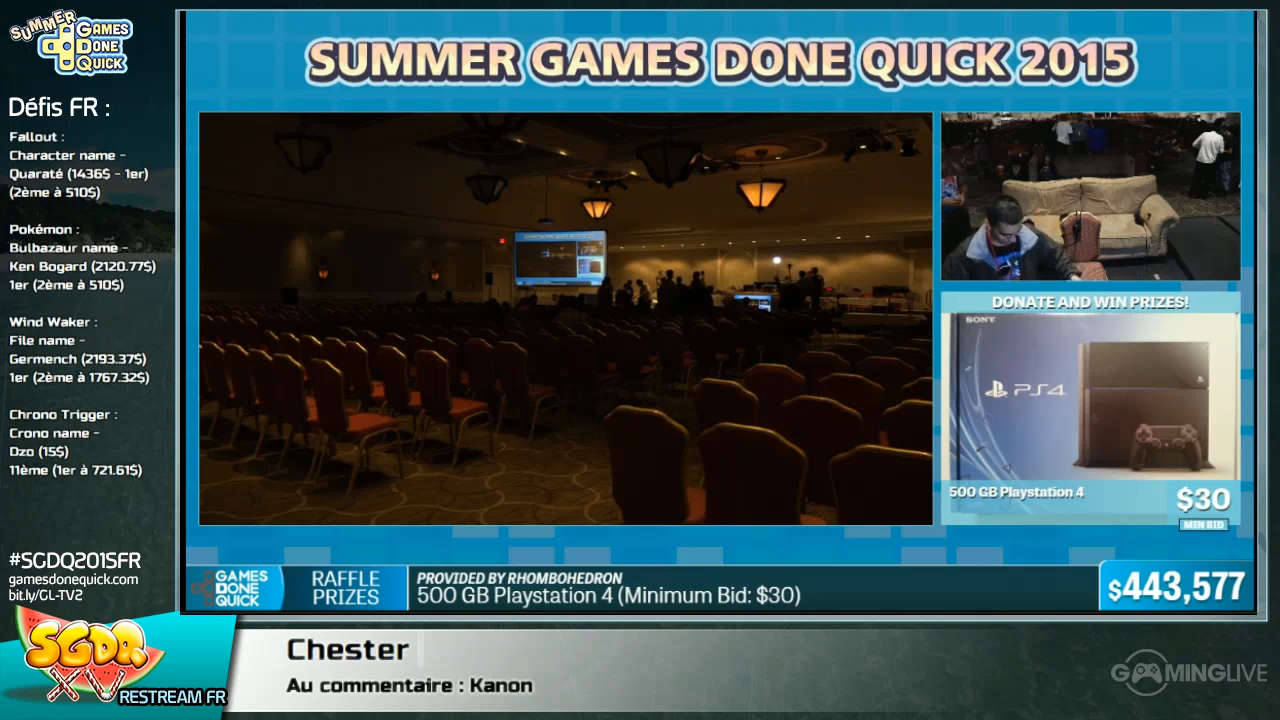 SUMMER
GAMES
DONE
QUICK
Défis FR :
Fallout :
Character name -
Quaraté (1436$ - 1er)
(2ème à 510$)
Pokémon :
Bulbazaur name -
Ken Bogard (2120.77$)
1er (2ème à 510$)
Wind Waker :
File name -
Germench (2193.37$)
1er (2ème à 1767.32$)
Chrono Trigger :
Crono name -
Dzo (15$)
11ème (1er à 721.61$)
#SGDQ2015FR
gamesdonequick.com
bit.ly/GL-TV2
SGDQ
XV
RESTREAM FR
SUMMER GAMES DONE QUICK 2015
DONATE AND WIN PRIZES!
SONY
PS4
500 GB Playstation 4
$30
MIN BID
GAMES
DONE
QUICK
RAFFLE
PRIZES
PROVIDED BY RHOMBOHEDRON
500 GB Playstation 4 (Minimum Bid: $30)
$443,577
Chester
Au commentaire : Kanon
GAMINGLIVE